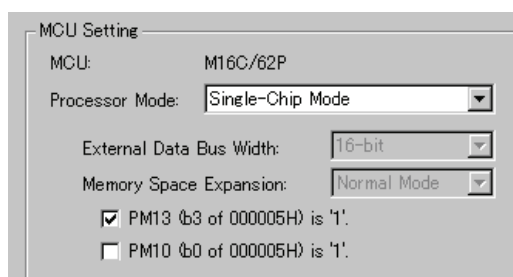 MCU Setting
MCU: M16C/62P
Processor Mode: Single-Chip Mode
External Data Bus Width: 16-bit
Memory Space Expansion: Normal Mode
PM13 (b3 of 000005H) is '1'.
PM10 (b0 of 000005H) is '1'.